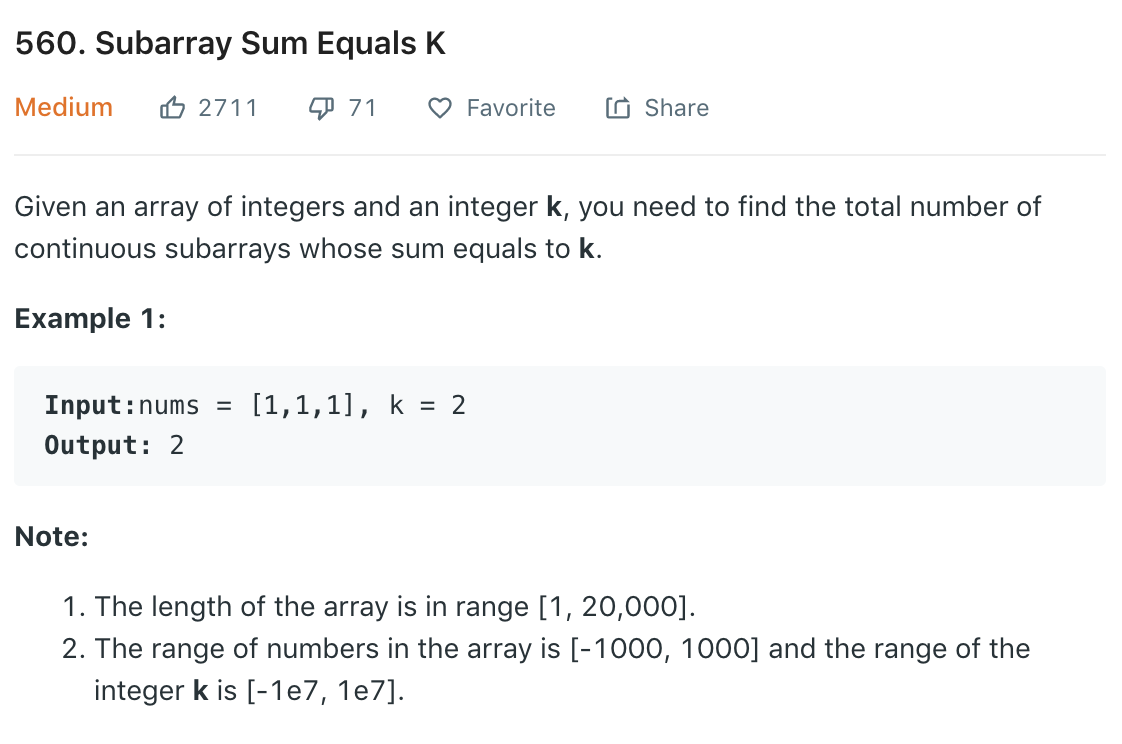 560. Subarray Sum Equals K
Medium 2711 71 Favorite Share
Given an array of integers and an integer k, you need to find the total number of
continuous subarrays whose sum equals to k.
Example 1:
Input:nums = [1,1,1], k = 2
Output: 2
Note:
1. The length of the array is in range [1, 20,000].
2. The range of numbers in the array is [-1000, 1000] and the range of the
integer k is [-1e7, 1e7].